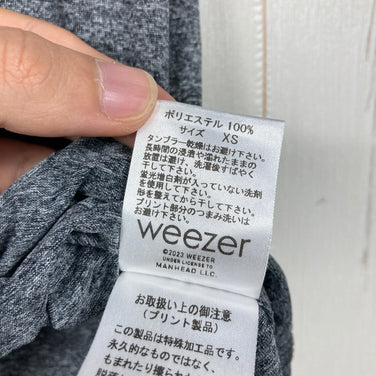 ポリエステル 100%
サイズ XS
タンブラー乾燥はお避け下さい。
長時間の浸漬や濡れたままの
放置は避け、洗濯後すばやく
干して下さい。
蛍光増白剤が入っていない洗剤
を使用して下さい。
形を整えてから干して下さい。
プリント部分のつまみ洗いは
お避け下さい。
weezer
©2023 WEEZER
UNDER LICENSE TO
MANHEAD LLC.
お取扱い上の御注意
(プリント製品)
この製品は特殊加工品です。
永久的なものではなく、
もまれたり擦られた